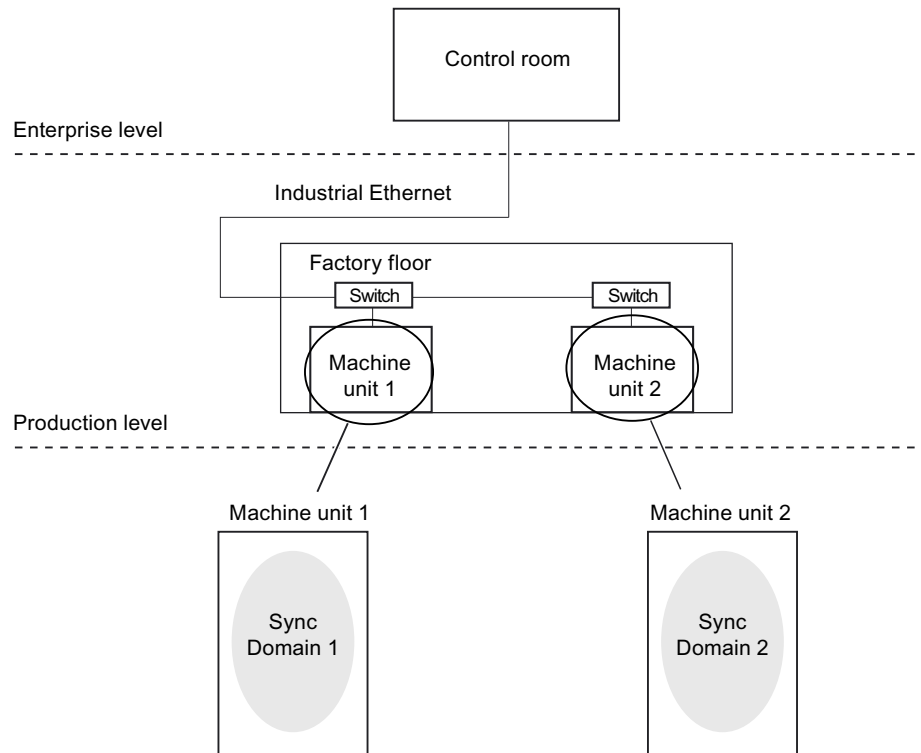 Control room
Enterprise level
Industrial Ethernet
Factory floor
Switch
Switch
Machine
unit 1
Machine
unit 2
Production level
Machine unit 1
Machine unit 2
Sync
Domain 1
Sync
Domain 2